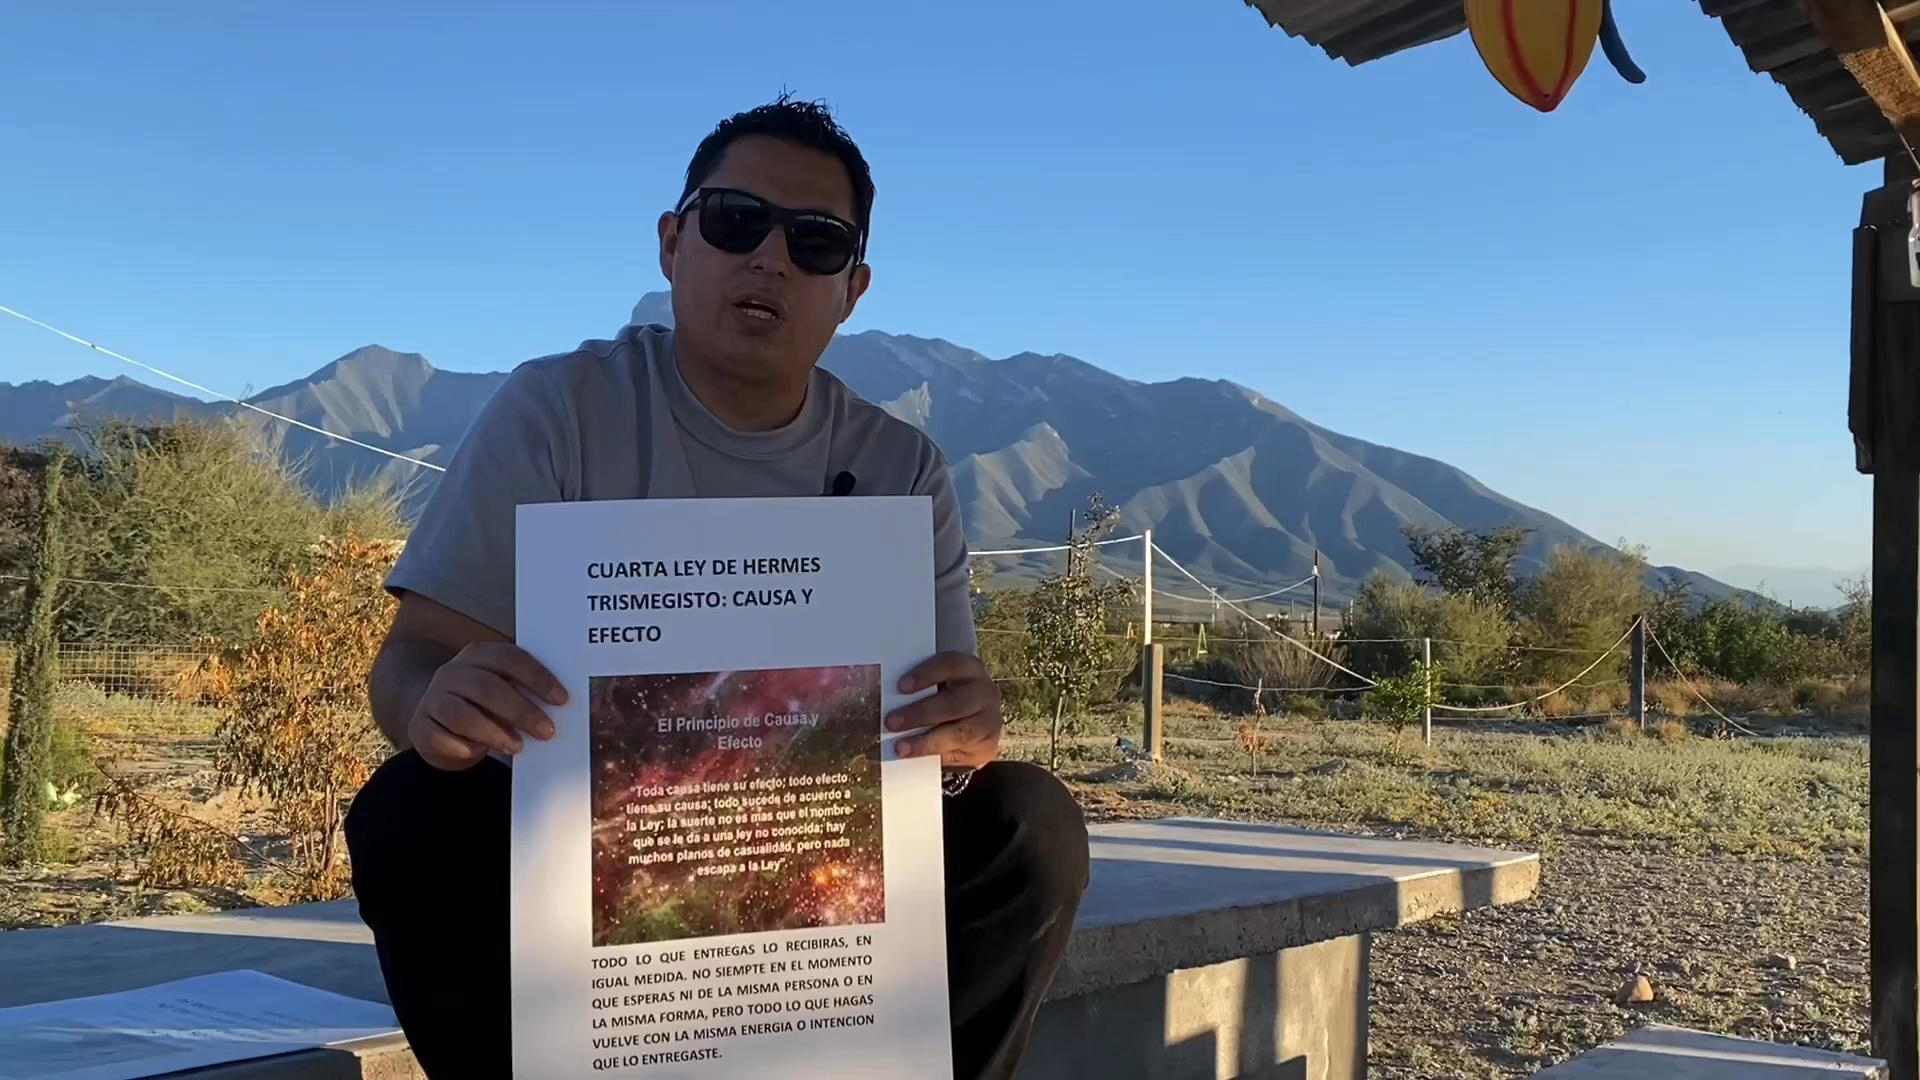 CUARTA LEY DE HERMES
TRISMEGISTO: CAUSA Y
EFECTO
El Principio de Causa y
Efecto
"Toda causa tiene su efecto; todo efecto
tiene su causa; todo sucede de acuerdo a
la Ley; la suerte no es mas que el nombre
que se le da a una ley no conocida; hay
muchos planos de casualidad, pero nada
escapa a la Ley".
TODO LO QUE ENTREGAS LO RECIBIRAS, EN
IGUAL MEDIDA. NO SIEMPTE EN EL MOMENTO
QUE ESPERAS NI DE LA MISMA PERSONA O EN
LA MISMA FORMA, PERO TODO LO QUE HAGAS
VUELVE CON LA MISMA ENERGIA O INTENCION
QUE LO ENTREGASTE.